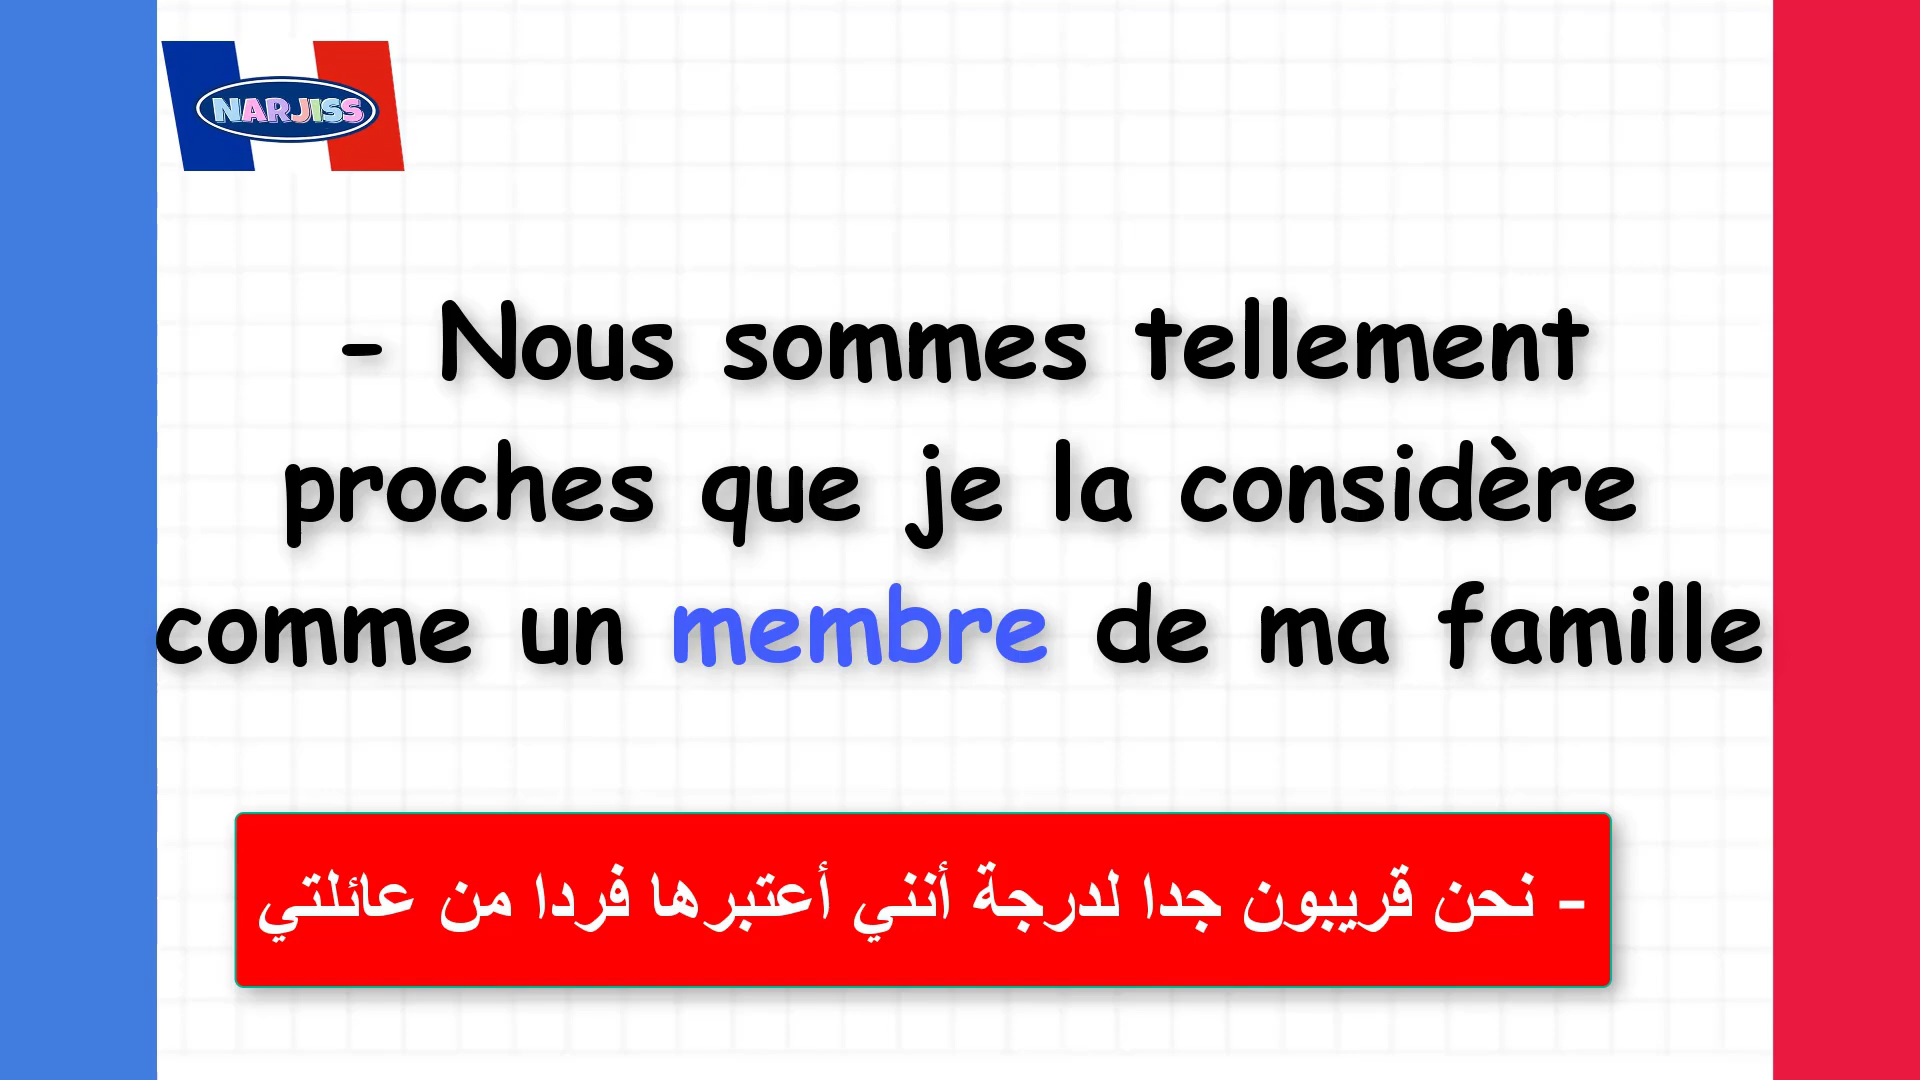 NARJISS
- Nous sommes tellement
proches que je la considère
comme un membre de ma famille
- نحن قريبون جدا لدرجة أنني أعتبرها فردا من عائلتي